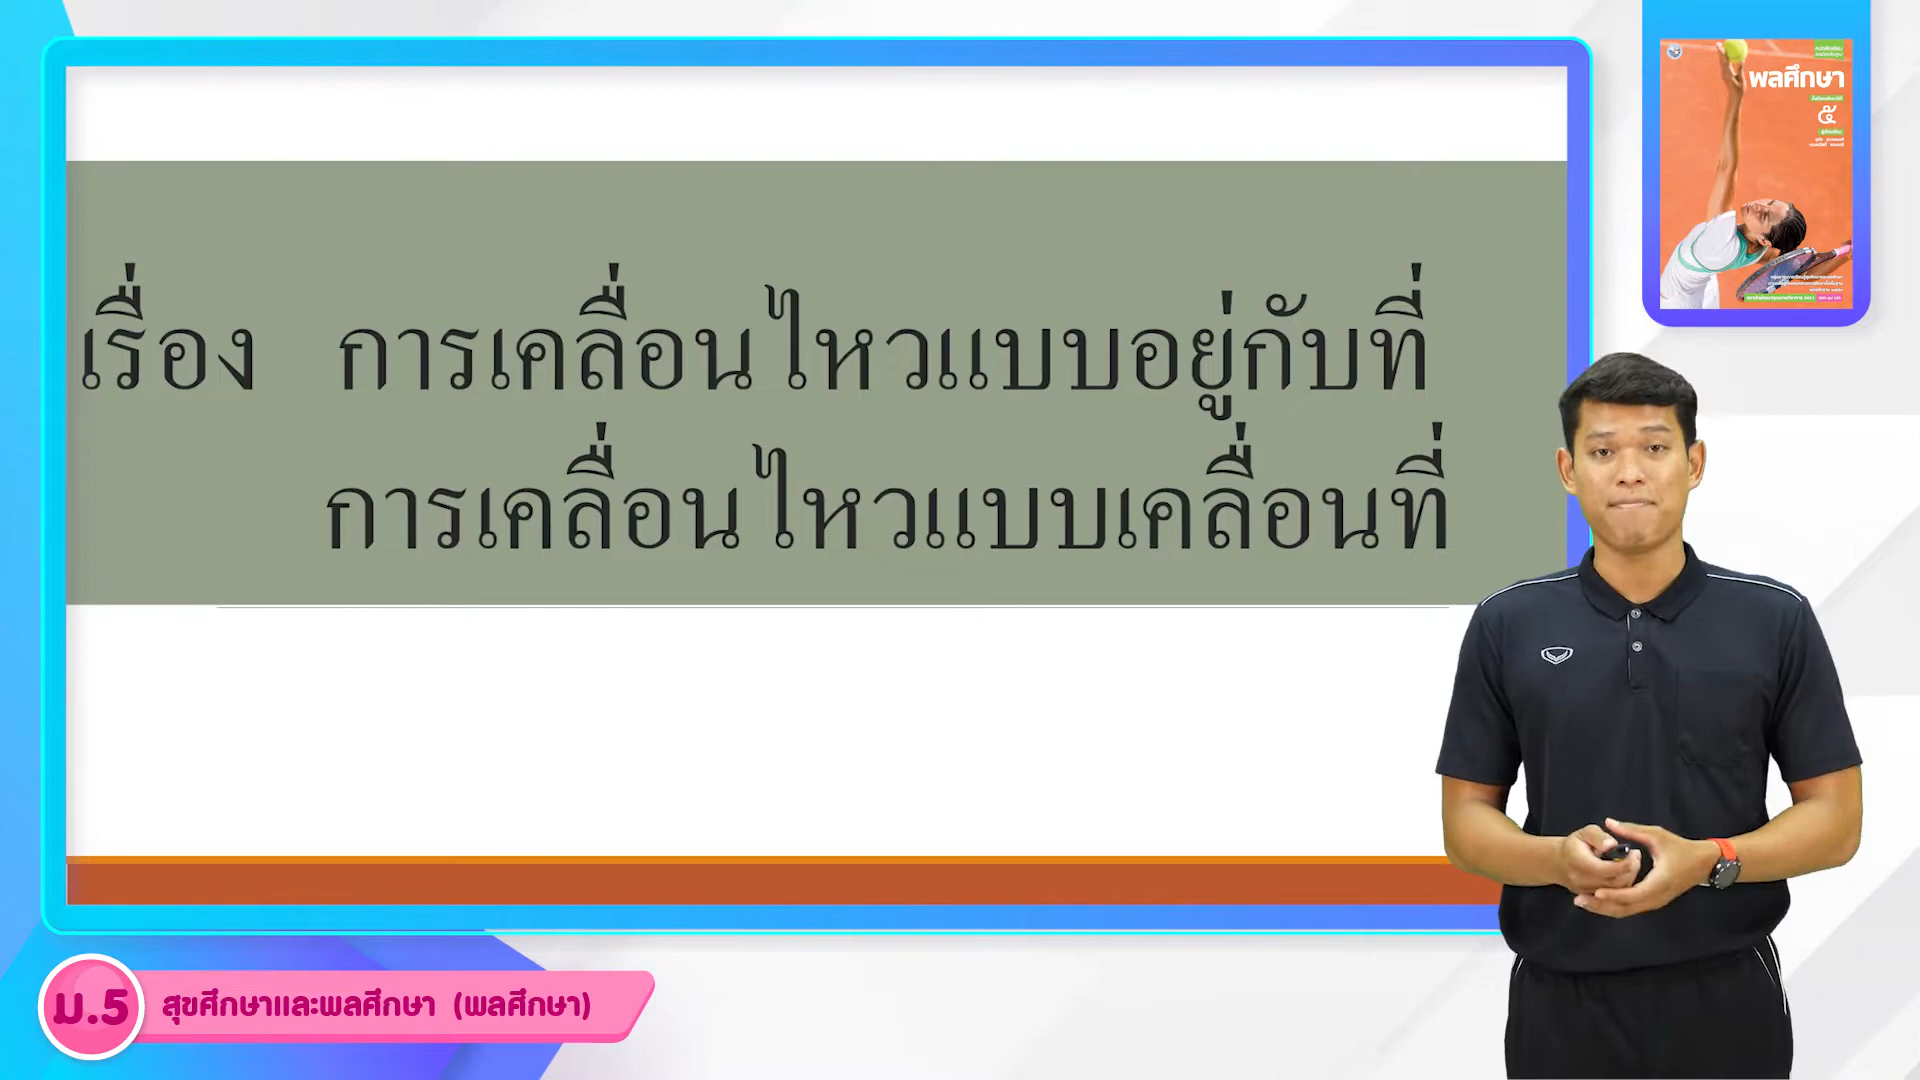 เรื่อง การเคลื่อนไหวแบบอยู่กับที่
การเคลื่อนไหวแบบเคลื่อนที่
พลศึกษา
๕
ม.5 สุขศึกษาและพลศึกษา (พลศึกษา)